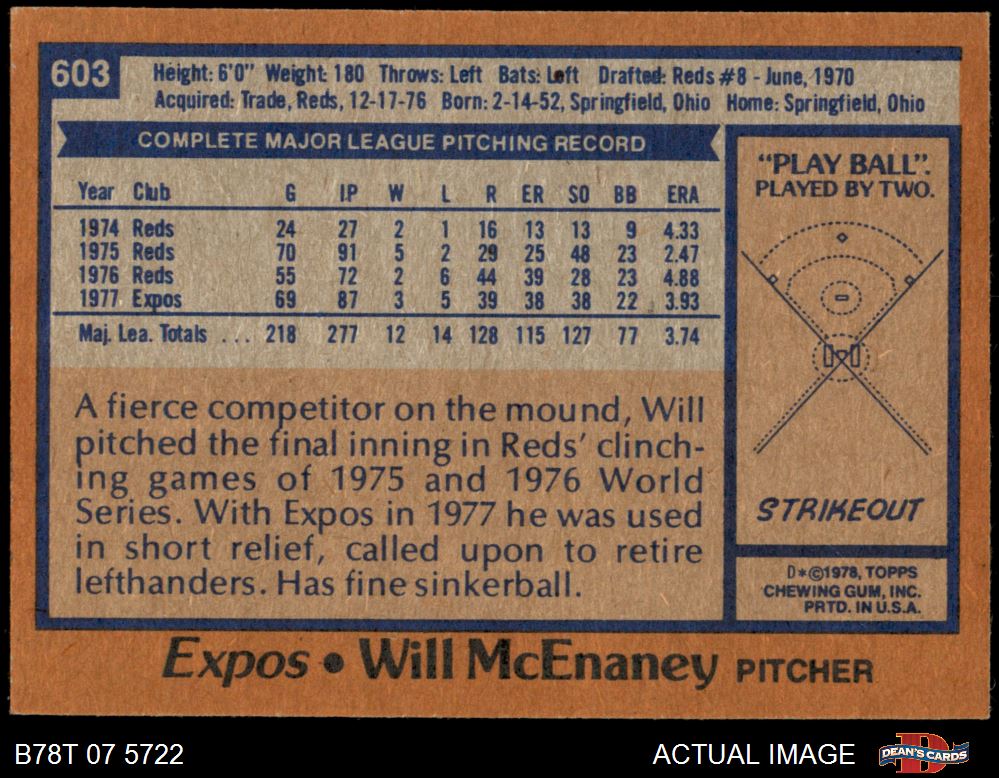 603
Height: 6'0" Weight: 180 Throws: Left Bats: Left Drafted: Reds #8 - June, 1970
Acquired: Trade, Reds, 12-17-76 Born: 2-14-52, Springfield, Ohio Home: Springfield, Ohio
COMPLETE MAJOR LEAGUE PITCHING RECORD
Year Club G IP W L R ER SO BB ERA
1974 Reds 24 27 2 1 16 13 13 9 4.33
1975 Reds 70 91 5 2 29 25 48 23 2.47
1976 Reds 55 72 2 6 44 39 28 23 4.88
1977 Expos 69 87 3 5 39 38 38 22 3.93
Maj. Lea. Totals ... 218 277 12 14 128 115 127 77 3.74
A fierce competitor on the mound, Will
pitched the final inning in Reds' clinch-
ing games of 1975 and 1976 World
Series. With Expos in 1977 he was used
in short relief, called upon to retire
lefthanders. Has fine sinkerball.
"PLAY BALL".
PLAYED BY TWO.
STRIKEOUT
D*©1978, TOPPS
CHEWING GUM, INC.
PRTD. IN U.S.A.
Expos • Will McEnaney PITCHER
B78T 07 5722
ACTUAL IMAGE
D
DEAN'S CARDS